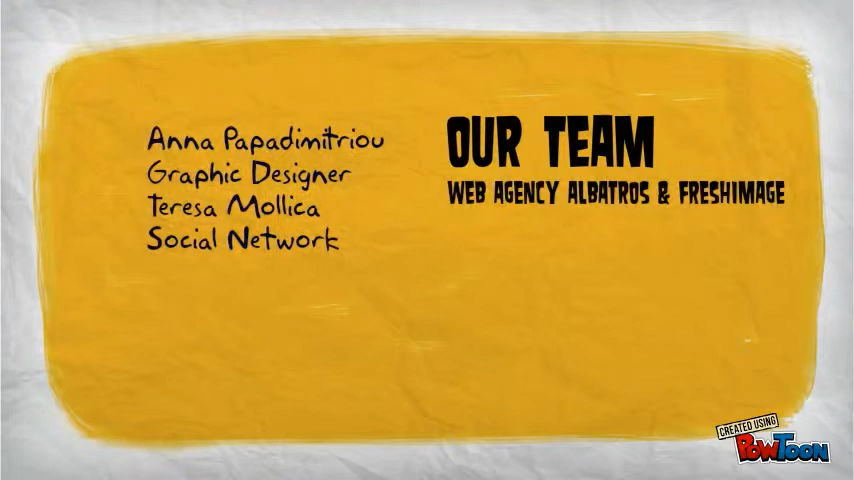 Anna Papadimitriou
Graphic Designer
Teresa Mollica
Social Network
OUR TEAM
WEB AGENCY ALBATROS & FRESHIMAGE
CREATED USING
POWTOON